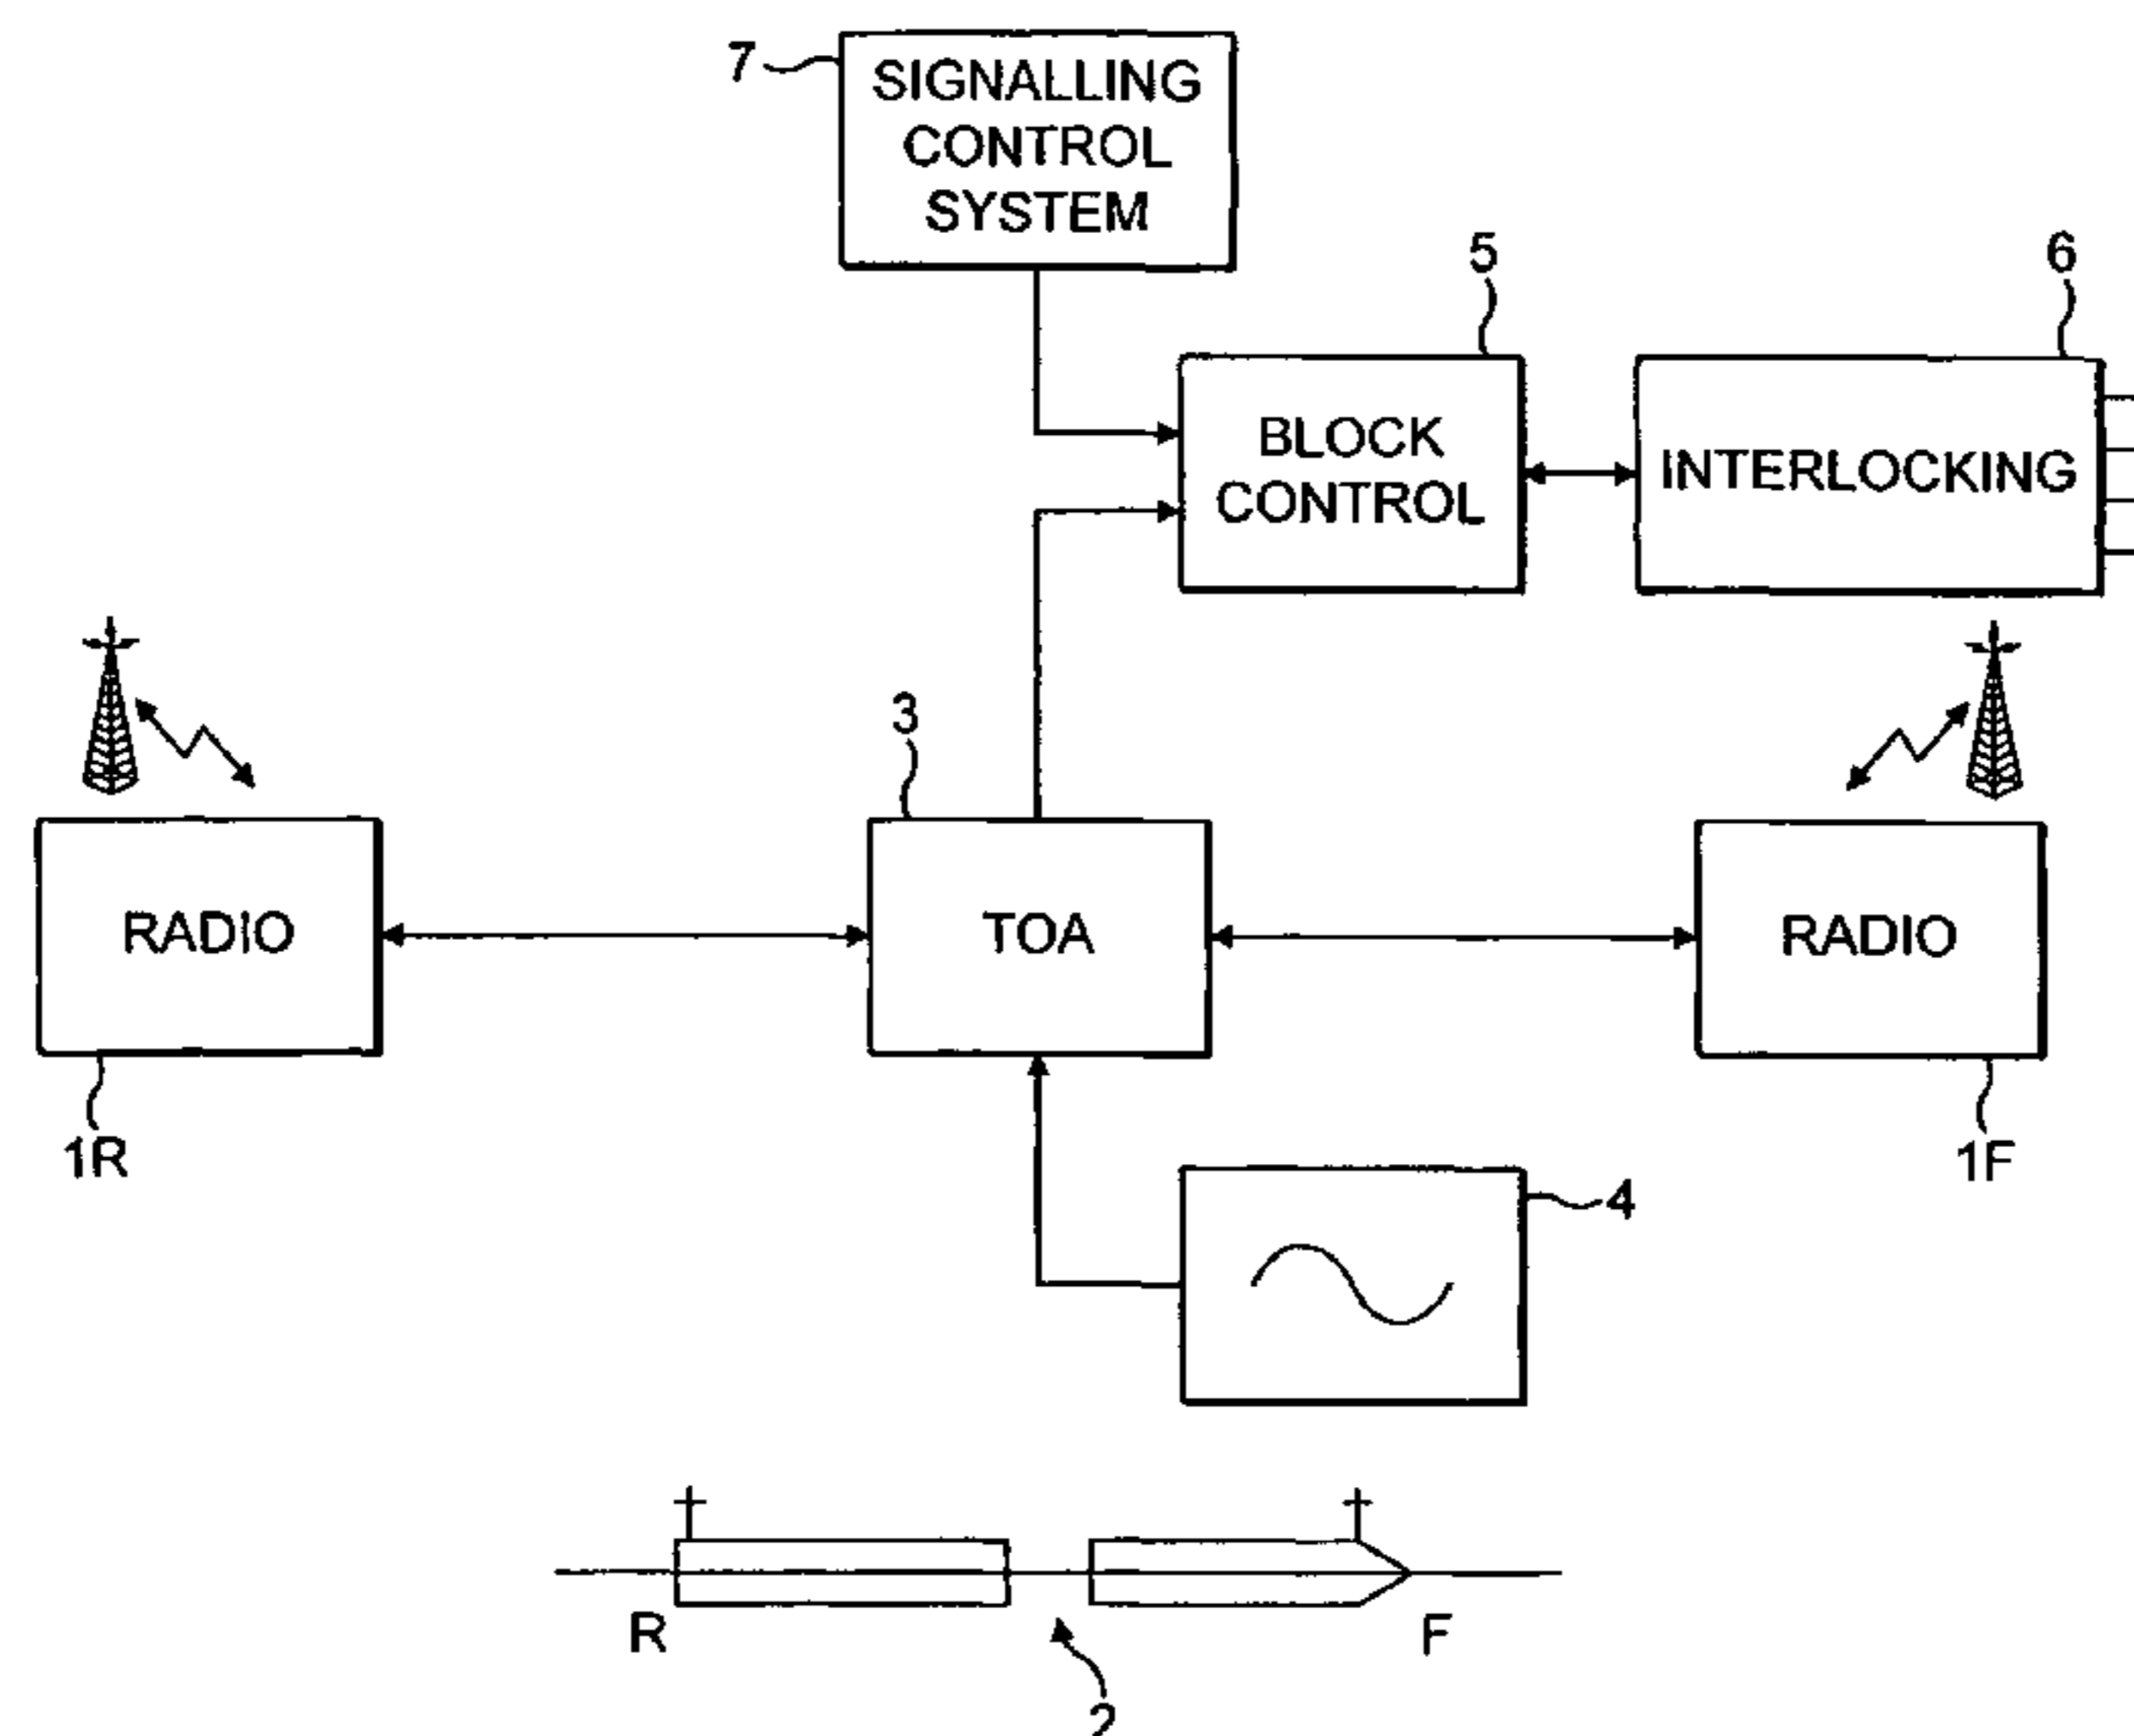 7
SIGNALLING
CONTROL
SYSTEM
5
6
BLOCK
CONTROL
INTERLOCKING
3
RADIO
TOA
RADIO
1R
1F
4
R
F
2